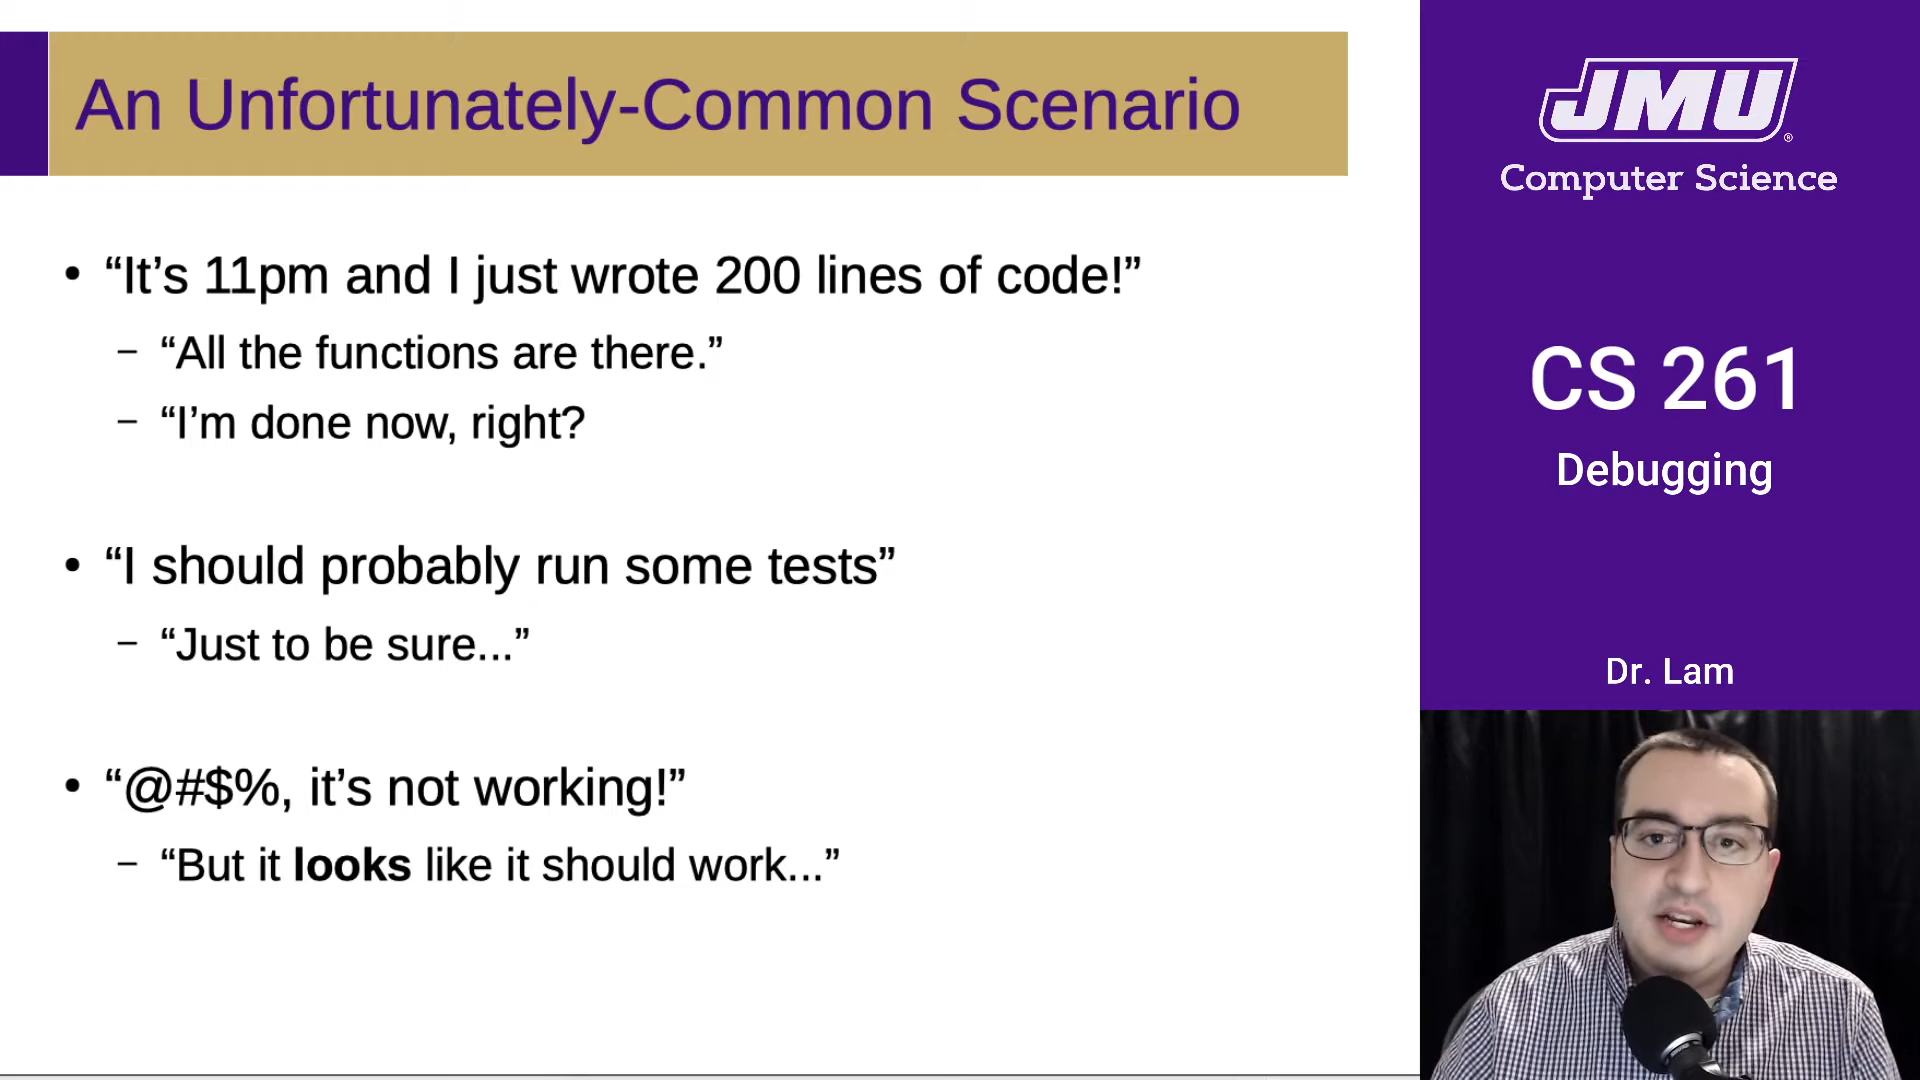 An Unfortunately-Common Scenario
• “It’s 11pm and I just wrote 200 lines of code!”
– “All the functions are there.”
– “I’m done now, right?
• “I should probably run some tests”
– “Just to be sure...”
• “@#$%, it’s not working!”
– “But it looks like it should work...”
JMU®
Computer Science
CS 261
Debugging
Dr. Lam